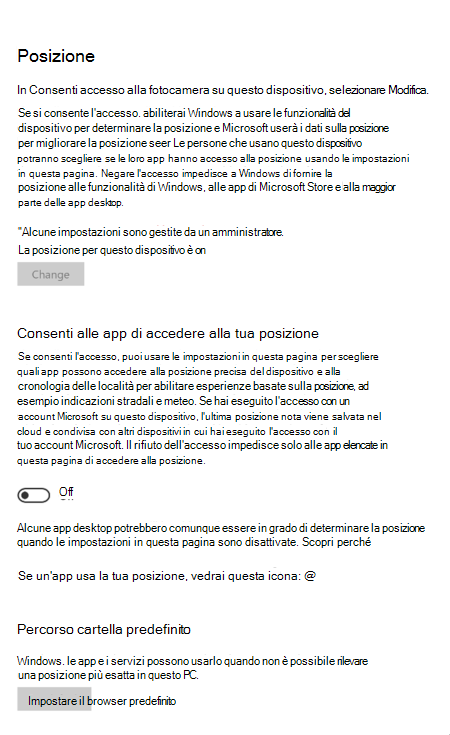 Posizione
In Consenti accesso alla fotocamera su questo dispositivo, selezionare Modifica.
Se si consente l'accesso. abiliterai Windows a usare le funzionalità del
dispositivo per determinare la posizione e Microsoft userà i dati sulla posizione
per migliorare la posizione seer Le persone che usano questo dispositivo
potranno scegliere se le loro app hanno accesso alla posizione usando le impostazioni
in questa pagina. Negare l'accesso impedisce a Windows di fornire la
posizione alle funzionalità di Windows, alle app di Microsoft Store e alla maggior
parte delle app desktop.
"Alcune impostazioni sono gestite da un amministratore.
La posizione per questo dispositivo è on
Change
Consenti alle app di accedere alla tua posizione
Se consenti l'accesso, puoi usare le impostazioni in questa pagina per scegliere
quali app possono accedere alla posizione precisa del dispositivo e alla
cronologia delle località per abilitare esperienze basate sulla posizione, ad
esempio indicazioni stradali e meteo. Se hai eseguito l'accesso con un
account Microsoft su questo dispositivo, l'ultima posizione nota viene salvata nel
cloud e condivisa con altri dispositivi in cui hai eseguito l'accesso con il
tuo account Microsoft. Il rifiuto dell'accesso impedisce solo alle app elencate in
questa pagina di accedere alla posizione.
Off
Alcune app desktop potrebbero comunque essere in grado di determinare la posizione
quando le impostazioni in questa pagina sono disattivate. Scopri perché
Se un'app usa la tua posizione, vedrai questa icona: @
Percorso cartella predefinito
Windows. le app e i servizi possono usarlo quando non è possibile rilevare
una posizione più esatta in questo PC.
Impostare il browser predefinito